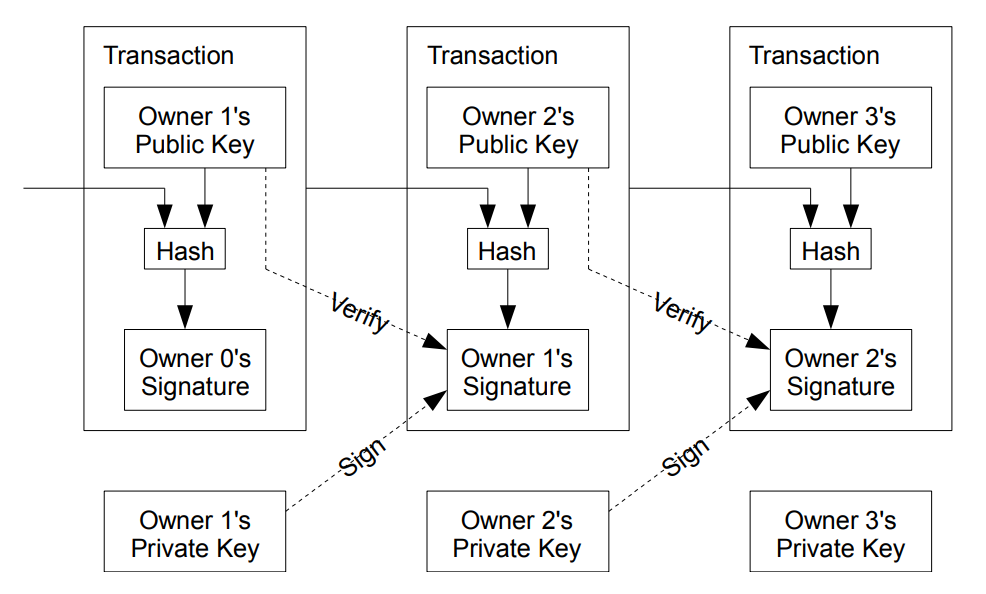 Transaction
Transaction
Transaction
Owner 1's
Public Key
Owner 2's
Public Key
Owner 3's
Public Key
Hash
Hash
Hash
Verify
Verify
Owner 0's
Signature
Owner 1's
Signature
Owner 2's
Signature
Sign
Sign
Owner 1's
Private Key
Owner 2's
Private Key
Owner 3's
Private Key